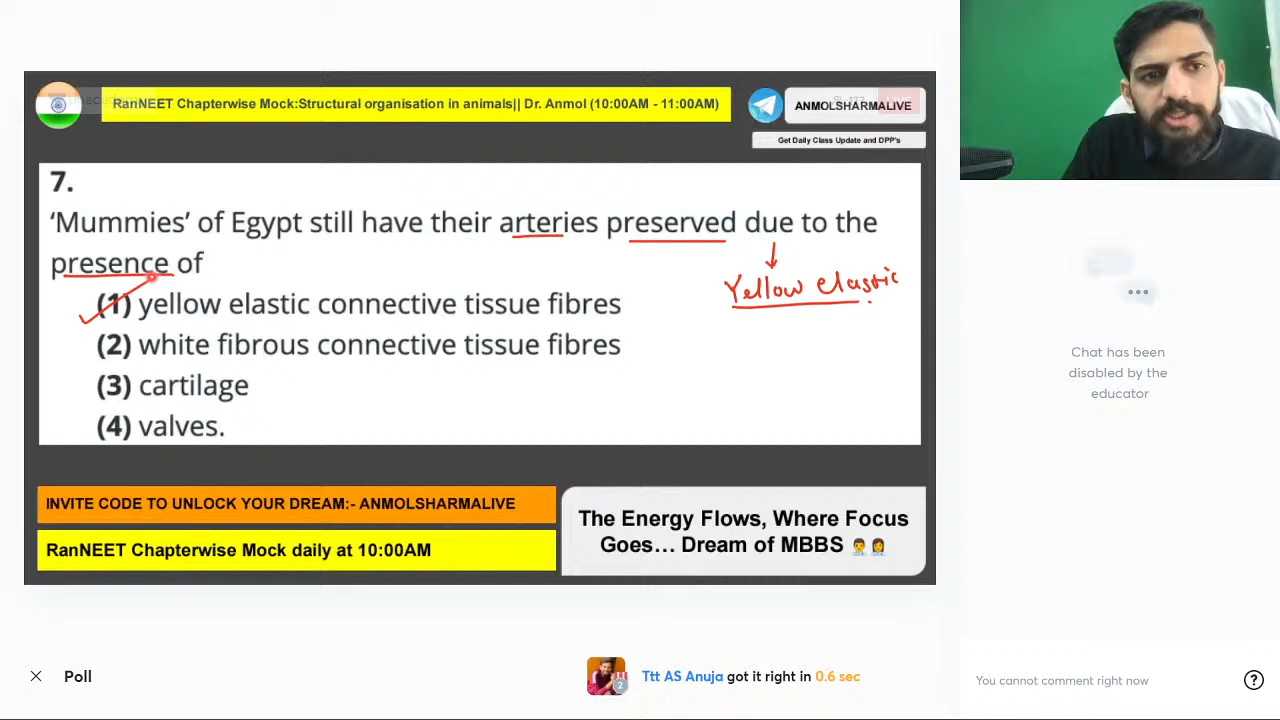 RanNEET Chapterwise Mock:Structural organisation in animals|| Dr. Anmol (10:00AM - 11:00AM)
ANMOLSHARMALIVE
Get Daily Class Update and DPP's
7.
‘Mummies’ of Egypt still have their arteries preserved due to the
presence of
Yellow elastic
(1) yellow elastic connective tissue fibres
(2) white fibrous connective tissue fibres
(3) cartilage
(4) valves.
INVITE CODE TO UNLOCK YOUR DREAM:- ANMOLSHARMALIVE
RanNEET Chapterwise Mock daily at 10:00AM
The Energy Flows, Where Focus
Goes... Dream of MBBS
Chat has been
disabled by the
educator
Poll
2
Ttt AS Anuja got it right in 0.6 sec
You cannot comment right now
?